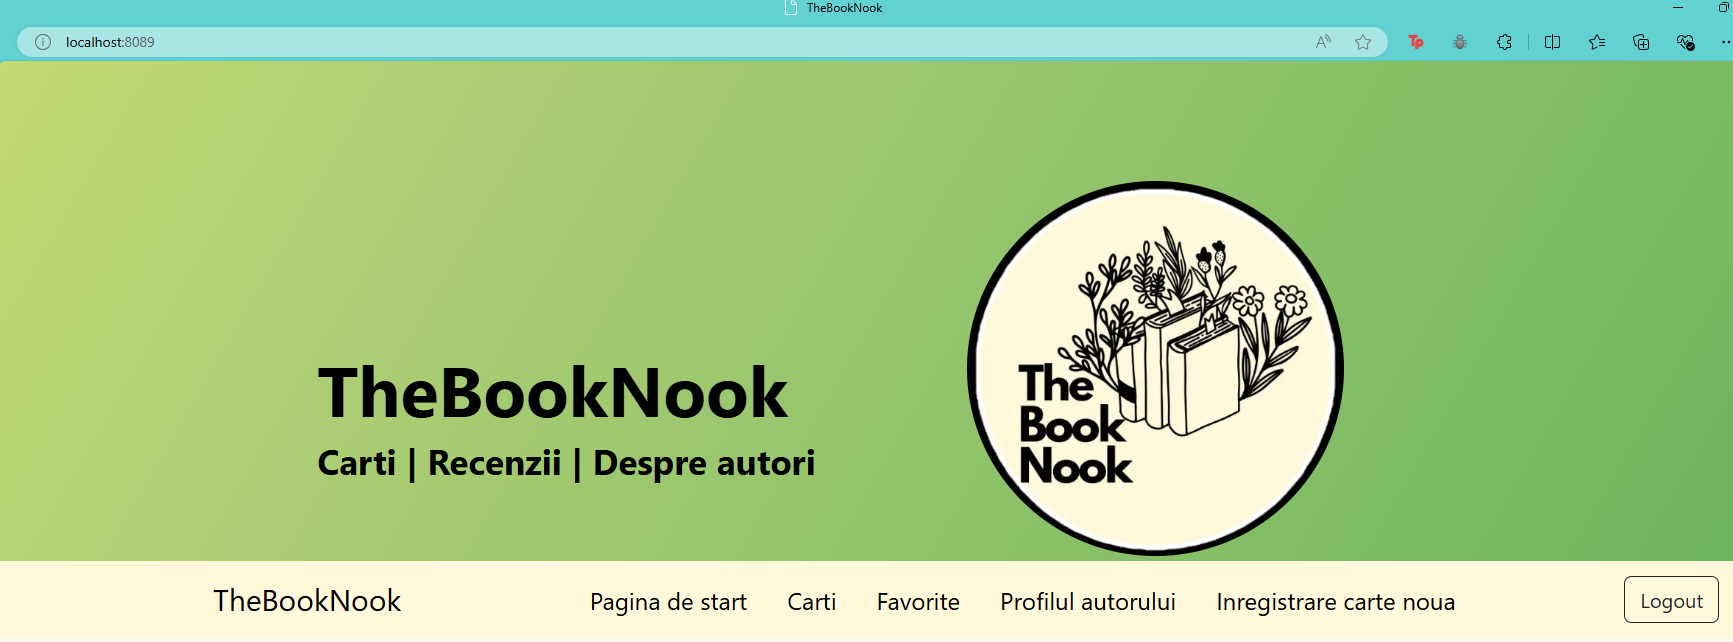 TheBookNook
localhost:8089
The
Book
Nook
TheBookNook
Carti | Recenzii | Despre autori
TheBookNook Pagina de start Carti Favorite Profilul autorului Inregistrare carte noua Logout